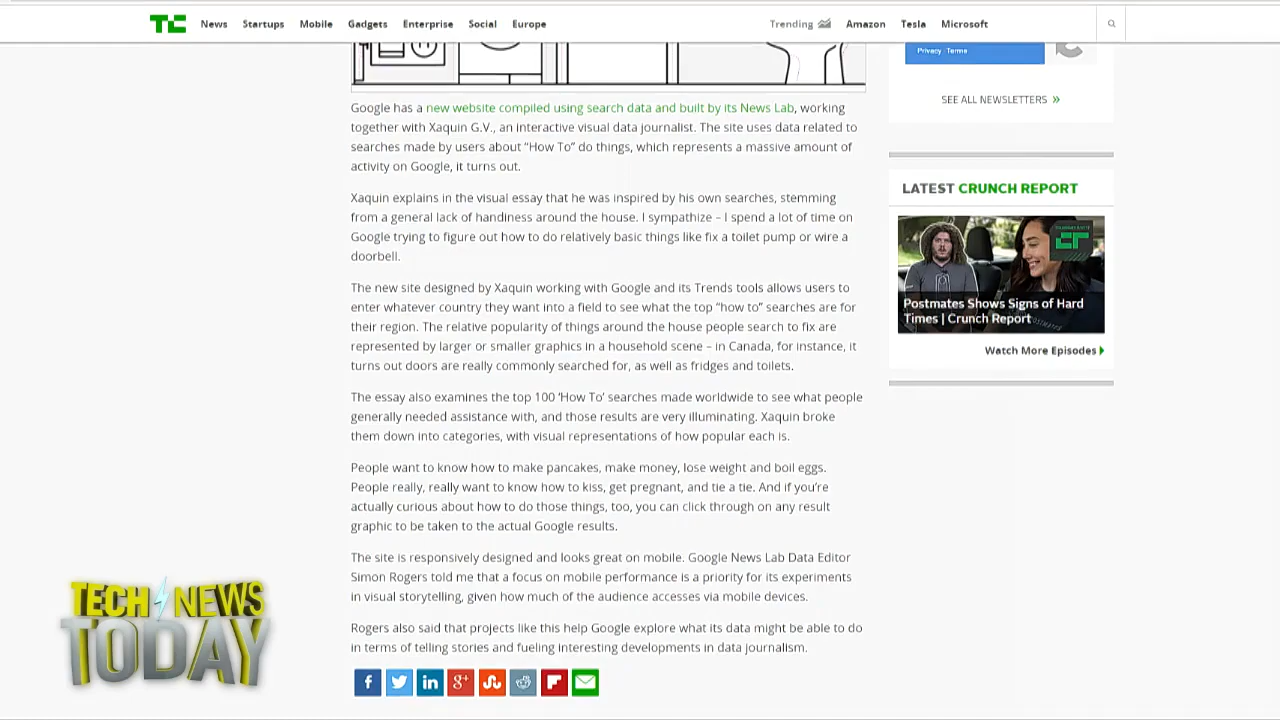 TC News Startups Mobile Gadgets Enterprise Social Europe Trending Amazon Tesla Microsoft
Privacy - Terms
SEE ALL NEWSLETTERS »
Google has a new website compiled using search data and built by its News Lab, working
together with Xaquin G.V., an interactive visual data journalist. The site uses data related to
searches made by users about “How To” do things, which represents a massive amount of
activity on Google, it turns out.
Xaquin explains in the visual essay that he was inspired by his own searches, stemming
from a general lack of handiness around the house. I sympathize – I spend a lot of time on
Google trying to figure out how to do relatively basic things like fix a toilet pump or wire a
doorbell.
The new site designed by Xaquin working with Google and its Trends tools allows users to
enter whatever country they want into a field to see what the top “how to” searches are for
their region. The relative popularity of things around the house people search to fix are
represented by larger or smaller graphics in a household scene – in Canada, for instance, it
turns out doors are really commonly searched for, as well as fridges and toilets.
The essay also examines the top 100 ‘How To’ searches made worldwide to see what people
generally needed assistance with, and those results are very illuminating. Xaquin broke
them down into categories, with visual representations of how popular each is.
People want to know how to make pancakes, make money, lose weight and boil eggs.
People really, really want to know how to kiss, get pregnant, and tie a tie. And if you’re
actually curious about how to do those things, too, you can click through on any result
graphic to be taken to the actual Google results.
The site is responsively designed and looks great on mobile. Google News Lab Data Editor
Simon Rogers told me that a focus on mobile performance is a priority for its experiments
in visual storytelling, given how much of the audience accesses via mobile devices.
Rogers also said that projects like this help Google explore what its data might be able to do
in terms of telling stories and fueling interesting developments in data journalism.
LATEST CRUNCH REPORT
CR
Postmates Shows Signs of Hard
Times | Crunch Report
Watch More Episodes
TECH NEWS
TODAY